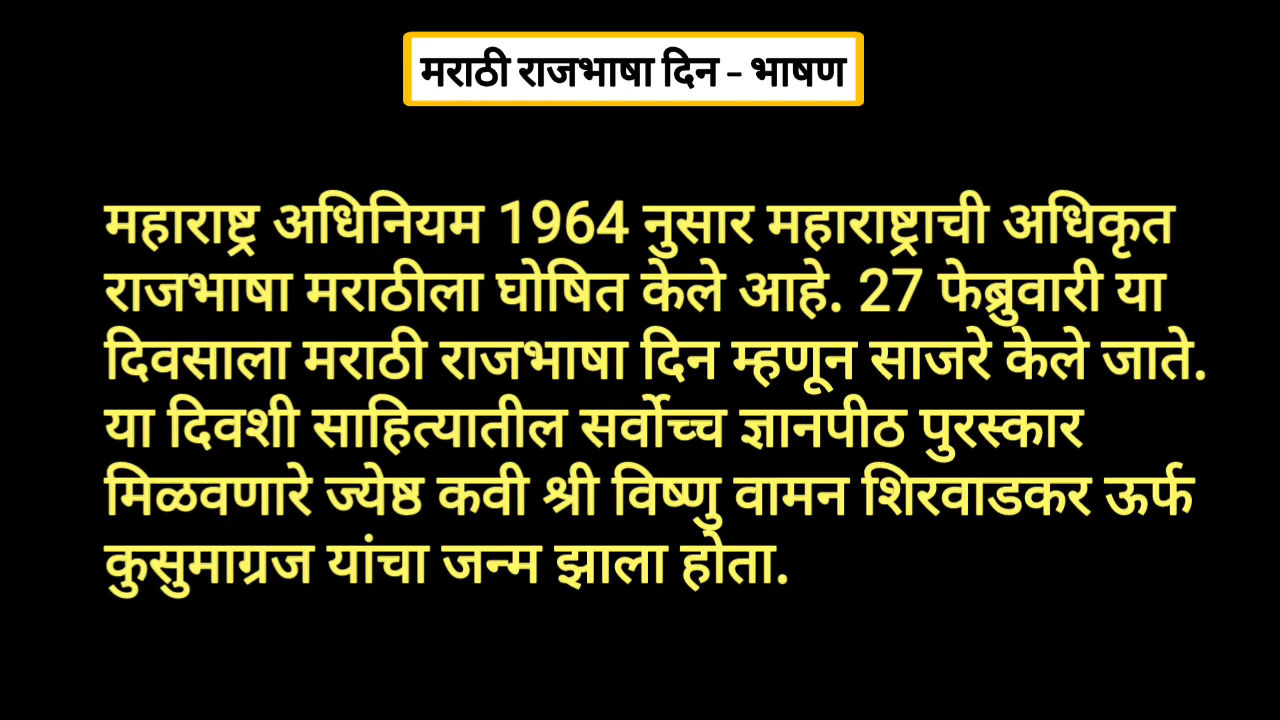 मराठी राजभाषा दिन - भाषण
महाराष्ट्र अधिनियम 1964 नुसार महाराष्ट्राची अधिकृत
राजभाषा मराठीला घोषित केले आहे. 27 फेब्रुवारी या
दिवसाला मराठी राजभाषा दिन म्हणून साजरे केले जाते.
या दिवशी साहित्यातील सर्वोच्च ज्ञानपीठ पुरस्कार
मिळवणारे ज्येष्ठ कवी श्री विष्णु वामन शिरवाडकर ऊर्फ
कुसुमाग्रज यांचा जन्म झाला होता.